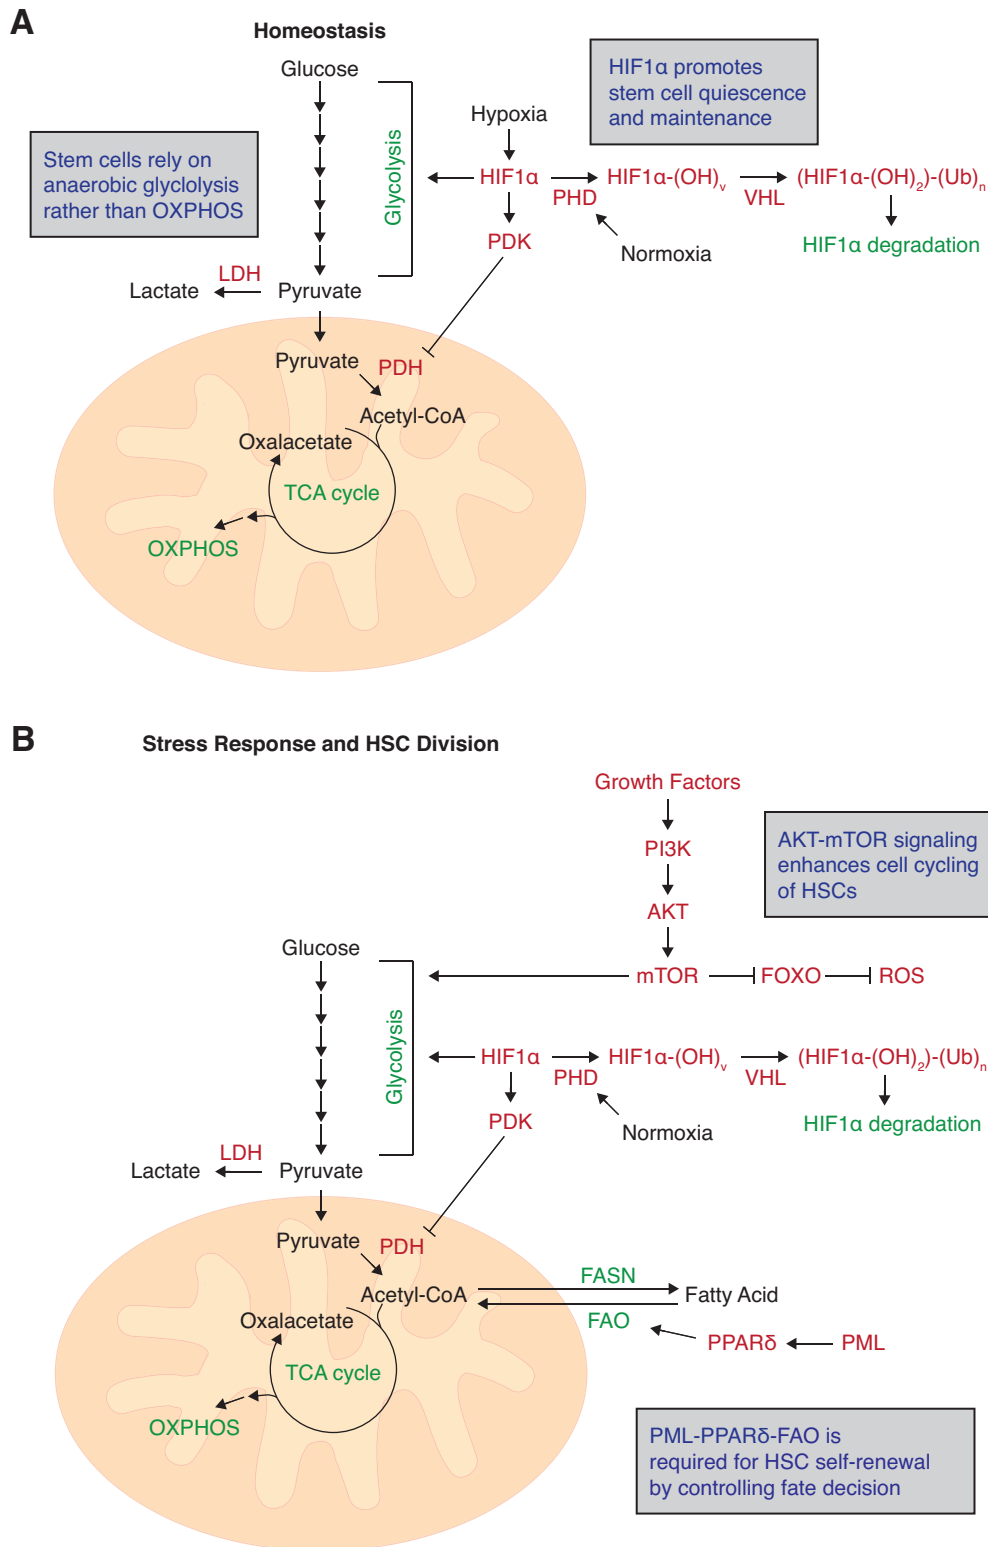 A
Homeostasis
Glucose
HIF1α promotes
stem cell quiescence
and maintenance
Hypoxia
Stem cells rely on
anaerobic glyclolysis
rather than OXPHOS
Glycolysis
HIF1α
PHD
HIF1α-(OH)v
VHL
(HIF1α-(OH)2)-(Ub)n
PDK
Normoxia
HIF1α degradation
LDH
Lactate
Pyruvate
Pyruvate
PDH
Acetyl-CoA
Oxalacetate
TCA cycle
OXPHOS
B
Stress Response and HSC Division
Growth Factors
PI3K
AKT-mTOR signaling
enhances cell cycling
of HSCs
AKT
Glucose
mTOR
FOXO
ROS
Glycolysis
HIF1α
PHD
HIF1α-(OH)v
VHL
(HIF1α-(OH)2)-(Ub)n
PDK
Normoxia
HIF1α degradation
LDH
Lactate
Pyruvate
Pyruvate
PDH
Acetyl-CoA
FASN
Fatty Acid
FAO
Oxalacetate
PPARδ
PML
TCA cycle
OXPHOS
PML-PPARδ-FAO is
required for HSC self-renewal
by controlling fate decision